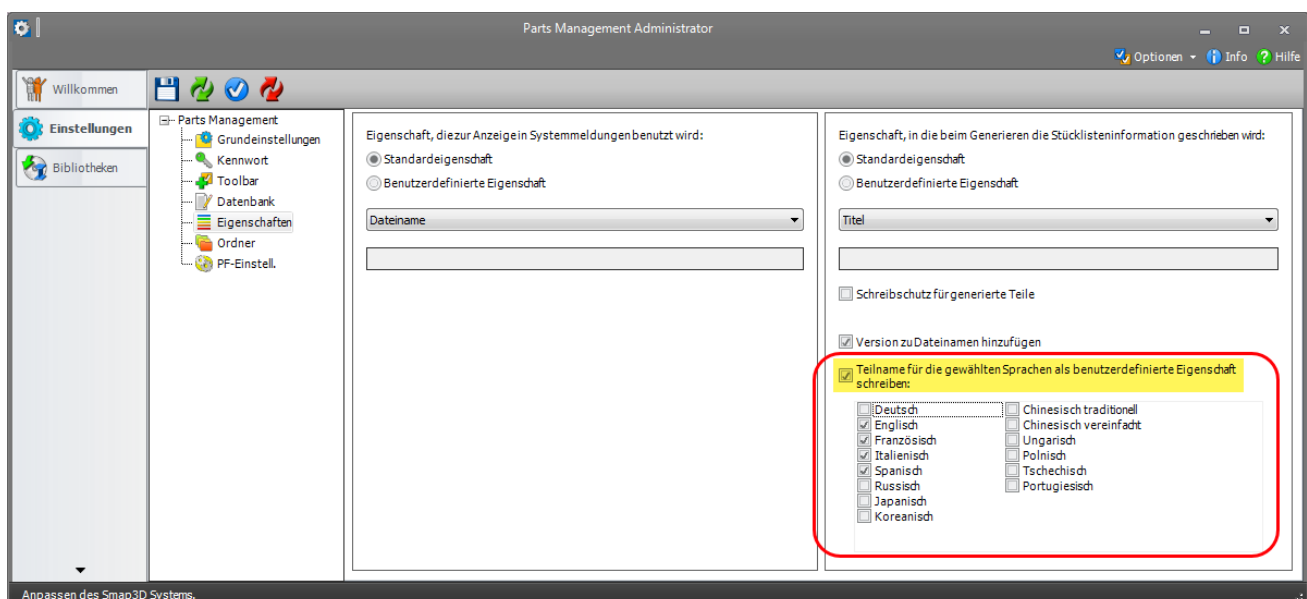 Parts Management Administrator
Optionen
Info
Hilfe
Willkommen
Einstellungen
Bibliotheken
Parts Management
Grundeinstellungen
Kennwort
Toolbar
Datenbank
Eigenschaften
Ordner
PF-Einstell.
Eigenschaft, die zur Anzeige in Systemmeldungen benutzt wird:
Standardeigenschaft
Benutzerdefinierte Eigenschaft
Dateiname
Eigenschaft, in die beim Generieren die Stücklisteninformation geschrieben wird:
Standardeigenschaft
Benutzerdefinierte Eigenschaft
Titel
Schreibschutz für generierte Teile
Version zu Dateinamen hinzufügen
Teilname für die gewählten Sprachen als benutzerdefinierte Eigenschaft
schreiben:
Deutsch
Englisch
Französisch
Italienisch
Spanisch
Russisch
Japanisch
Koreanisch
Chinesisch traditionell
Chinesisch vereinfacht
Ungarisch
Polnisch
Tschechisch
Portugiesisch
Anpassen des Smap3D Systems.